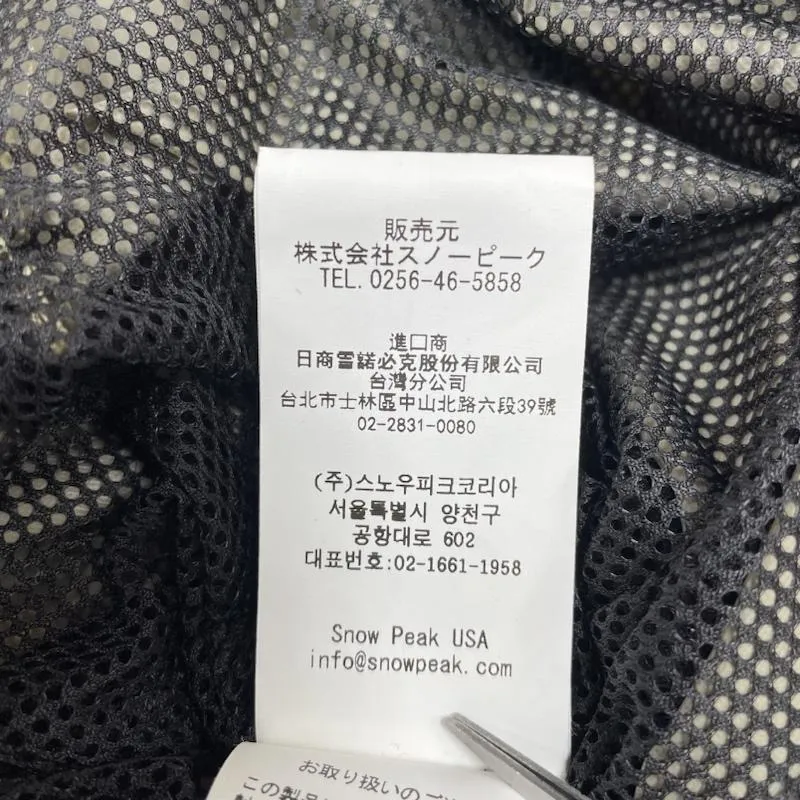 販売元
株式会社スノーピーク
TEL.0256-46-5858
進口商
日商雪諾必克股份有限公司
台灣分公司
台北市士林區中山北路六段39號
02-2831-0080
(주)스노우피크코리아
서울특별시 양천구
공항대로 602
대표번호:02-1661-1958
Snow Peak USA
info@snowpeak.com
お取り扱いのご
この製品